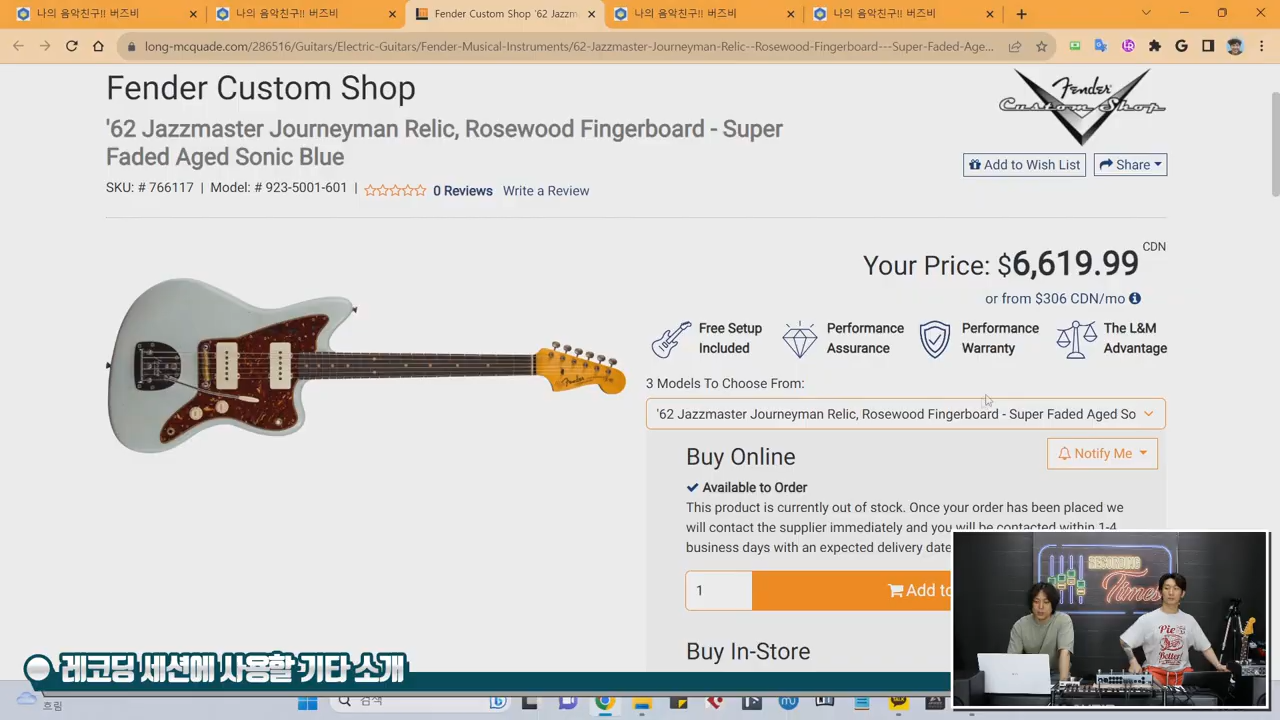 나의 음악친구!! 버즈비
나의 음악친구!! 버즈비
Fender Custom Shop '62 Jazzm
나의 음악친구!! 버즈비
나의 음악친구!! 버즈비
long-mcquade.com/286516/Guitars/Electric-Guitars/Fender-Musical-Instruments/62-Jazzmaster-Journeyman-Relic--Rosewood-Fingerboard---Super-Faded-Age...
Fender Custom Shop
Fender
Custom Shop
'62 Jazzmaster Journeyman Relic, Rosewood Fingerboard - Super
Faded Aged Sonic Blue
Add to Wish List
Share
SKU: # 766117 | Model: # 923-5001-601 | 0 Reviews Write a Review
Your Price: $6,619.99 CDN
or from $306 CDN/mo
Free Setup
Included
Performance
Assurance
Performance
Warranty
The L&M
Advantage
3 Models To Choose From:
'62 Jazzmaster Journeyman Relic, Rosewood Fingerboard - Super Faded Aged So
Buy Online
Notify Me
Available to Order
This product is currently out of stock. Once your order has been placed we
will contact the supplier immediately and you will be contacted within 1-4
business days with an expected delivery date
1
Add to
Buy In-Store
RECORDING
Times
Pie
Better!
레코딩 세션에 사용할 기타 소개
흐림
검색